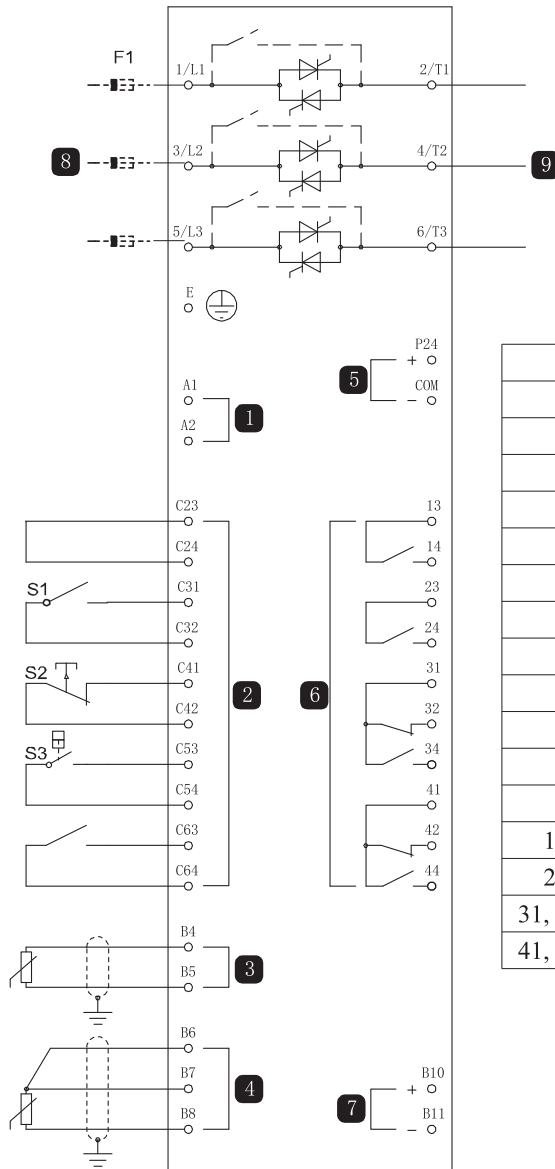 F1
1/L1
2/T1
8
3/L2
4/T2
9
5/L3
6/T3
E
P24
+
5
COM
-
A1
1
A2
C23
13
C24
14
S1
C31
23
C32
24
S2
C41
31
2
6
C42
32
S3
C53
34
C54
41
C63
42
C64
44
1
2
31,
41,
B4
3
B5
B6
B7
4
B8
B10
+
7
B11
-